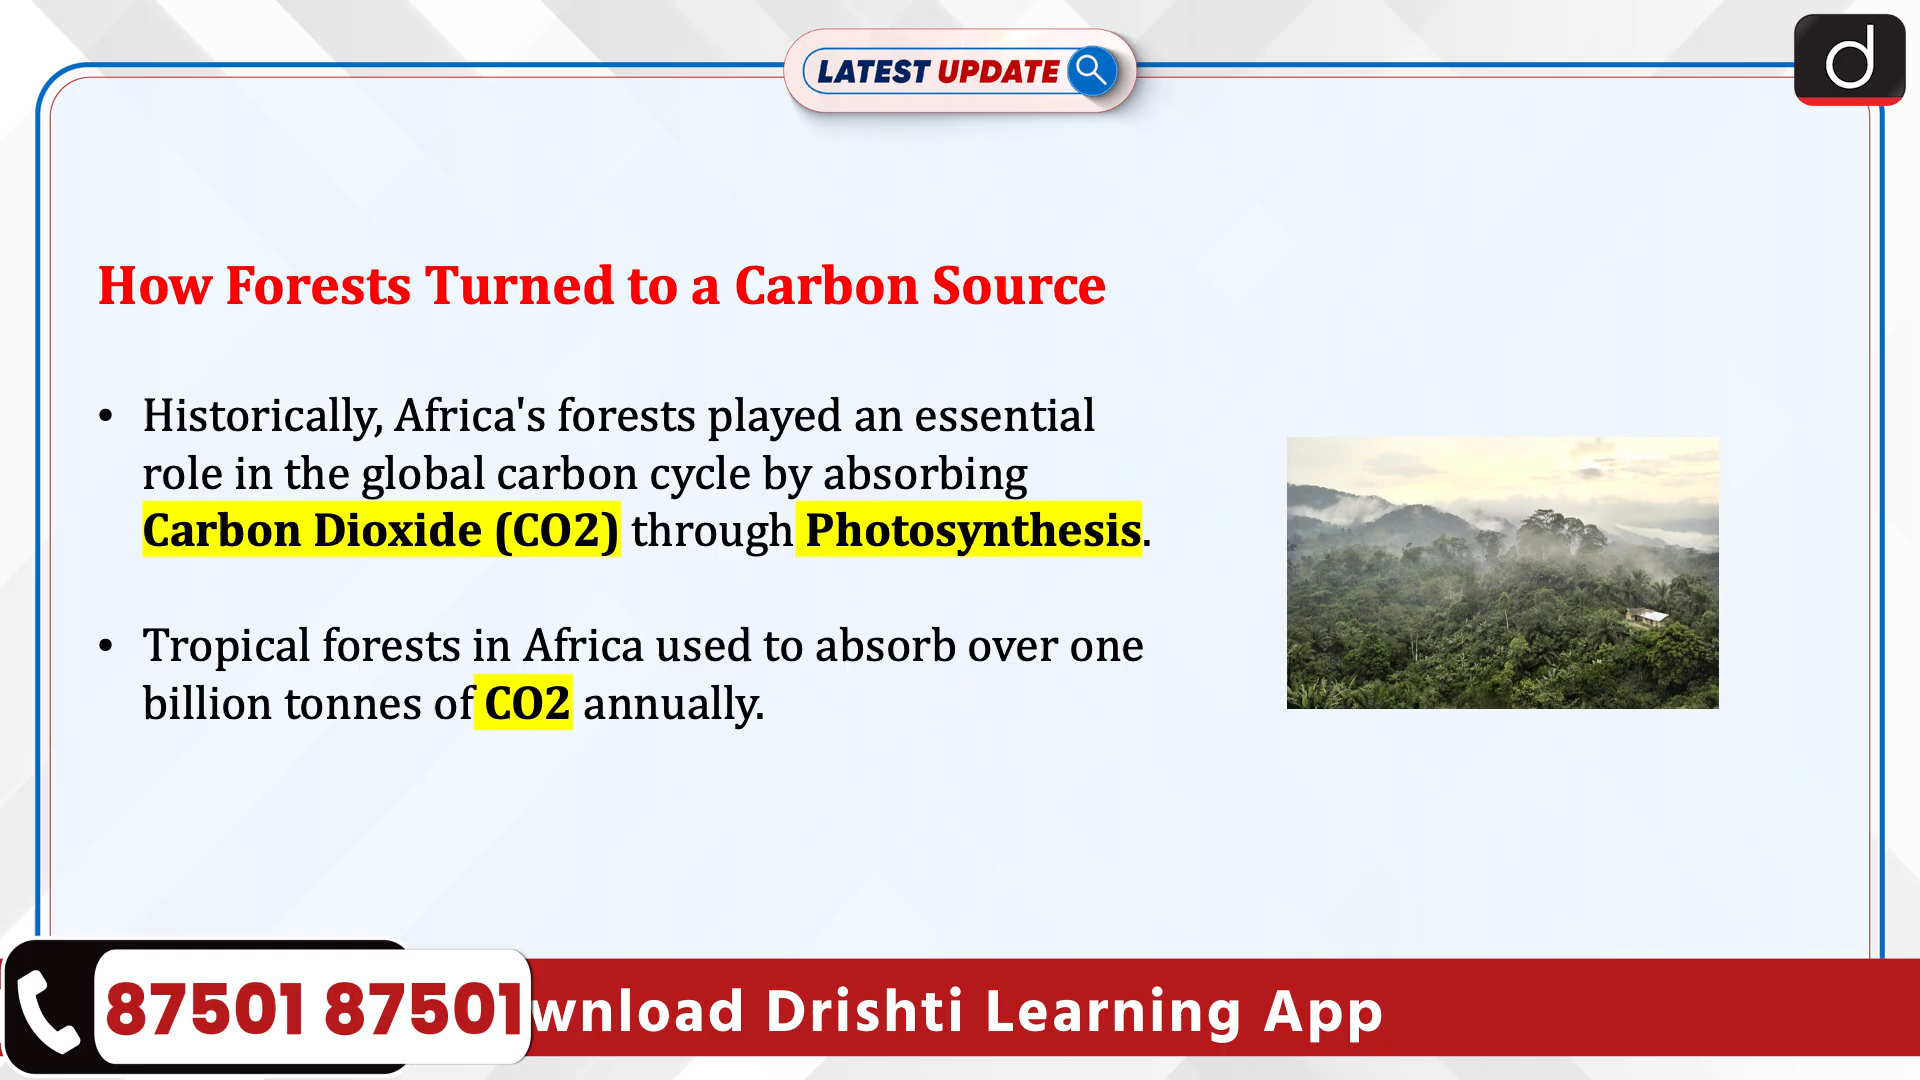 LATEST UPDATE
d
How Forests Turned to a Carbon Source
• Historically, Africa's forests played an essential
role in the global carbon cycle by absorbing
Carbon Dioxide (CO2) through Photosynthesis.
• Tropical forests in Africa used to absorb over one
billion tonnes of CO2 annually.
87501 87501
wnload Drishti Learning App